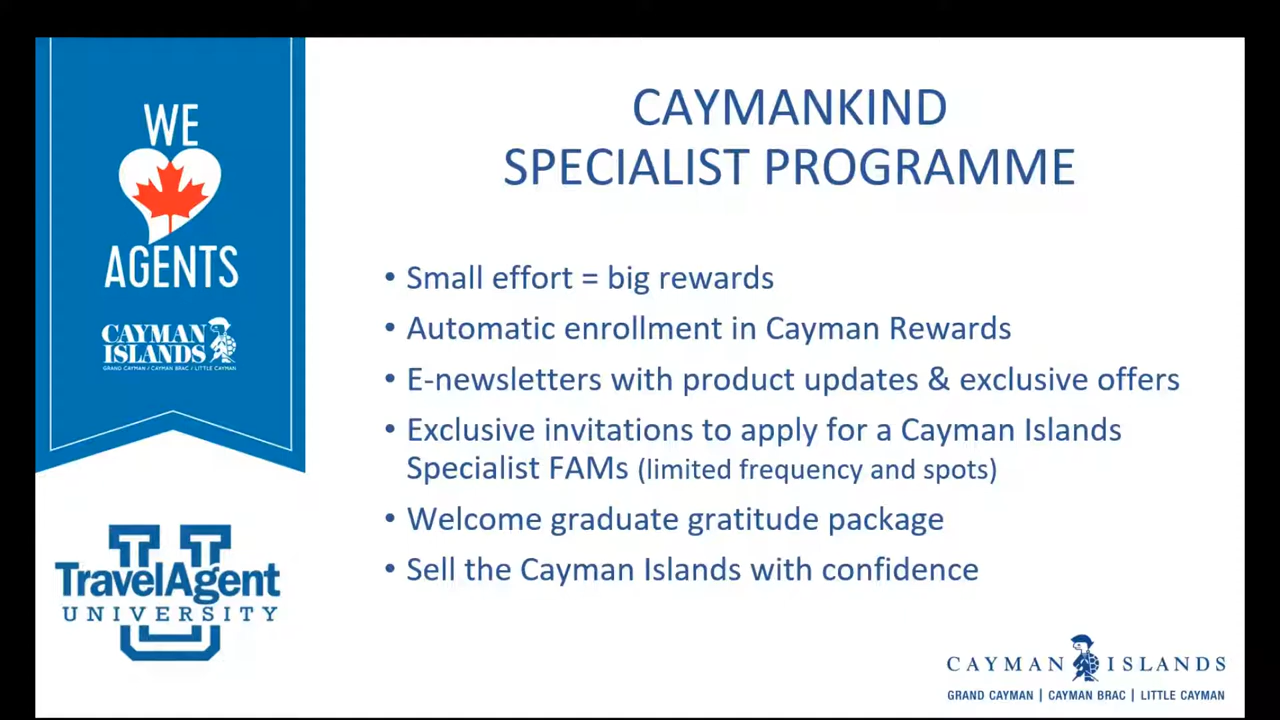 WE
AGENTS
CAYMAN
ISLANDS
GRAND CAYMAN / CAYMAN BRAC / LITTLE CAYMAN
U
TravelAgent
UNIVERSITY
CAYMANKIND
SPECIALIST PROGRAMME
• Small effort = big rewards
• Automatic enrollment in Cayman Rewards
• E-newsletters with product updates & exclusive offers
• Exclusive invitations to apply for a Cayman Islands
Specialist FAMs (limited frequency and spots)
• Welcome graduate gratitude package
• Sell the Cayman Islands with confidence
CAYMAN ISLANDS
GRAND CAYMAN | CAYMAN BRAC | LITTLE CAYMAN